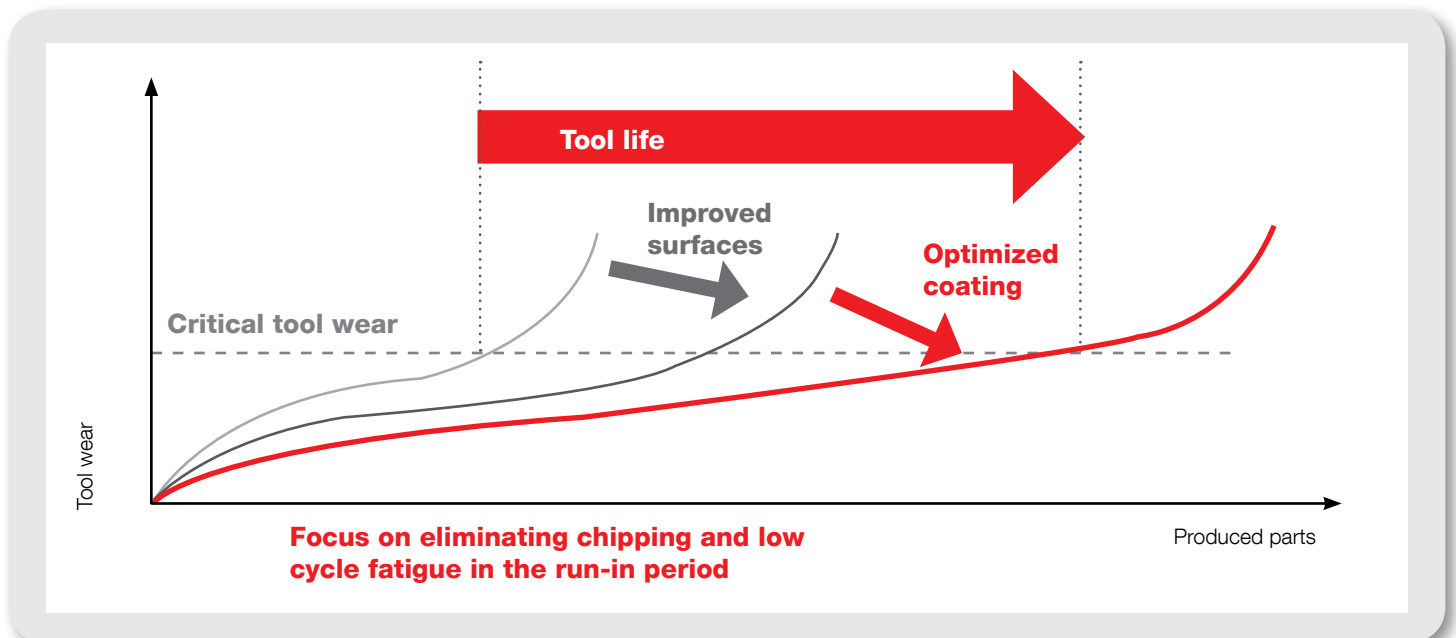 Tool life
Improved
surfaces
Optimized
coating
Critical tool wear
Tool wear
Focus on eliminating chipping and low
cycle fatigue in the run-in period
Produced parts